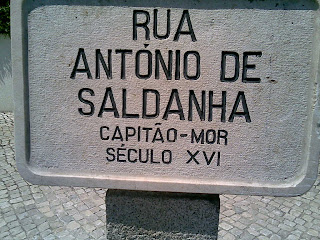 RUA
ANTÓNIO DE
SALDANHA
CAPITÃO-MOR
SÉCULO XVI